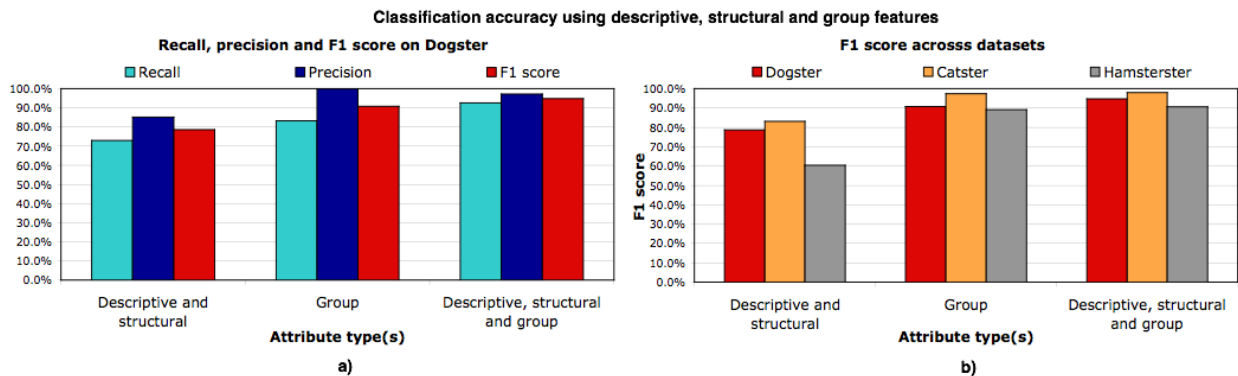 Classification accuracy using descriptive, structural and group features
Recall, precision and F1 score on Dogster
Recall Precision F1 score
100.0%
90.0%
80.0%
70.0%
60.0%
50.0%
40.0%
30.0%
20.0%
10.0%
0.0%
Descriptive and
structural
Group
Descriptive, structural
and group
Attribute type(s)
a)
F1 score acrosss datasets
Dogster Catster Hamsterster
F1 score
100.0%
90.0%
80.0%
70.0%
60.0%
50.0%
40.0%
30.0%
20.0%
10.0%
0.0%
Descriptive and
structural
Group
Descriptive, structural
and group
Attribute type(s)
b)